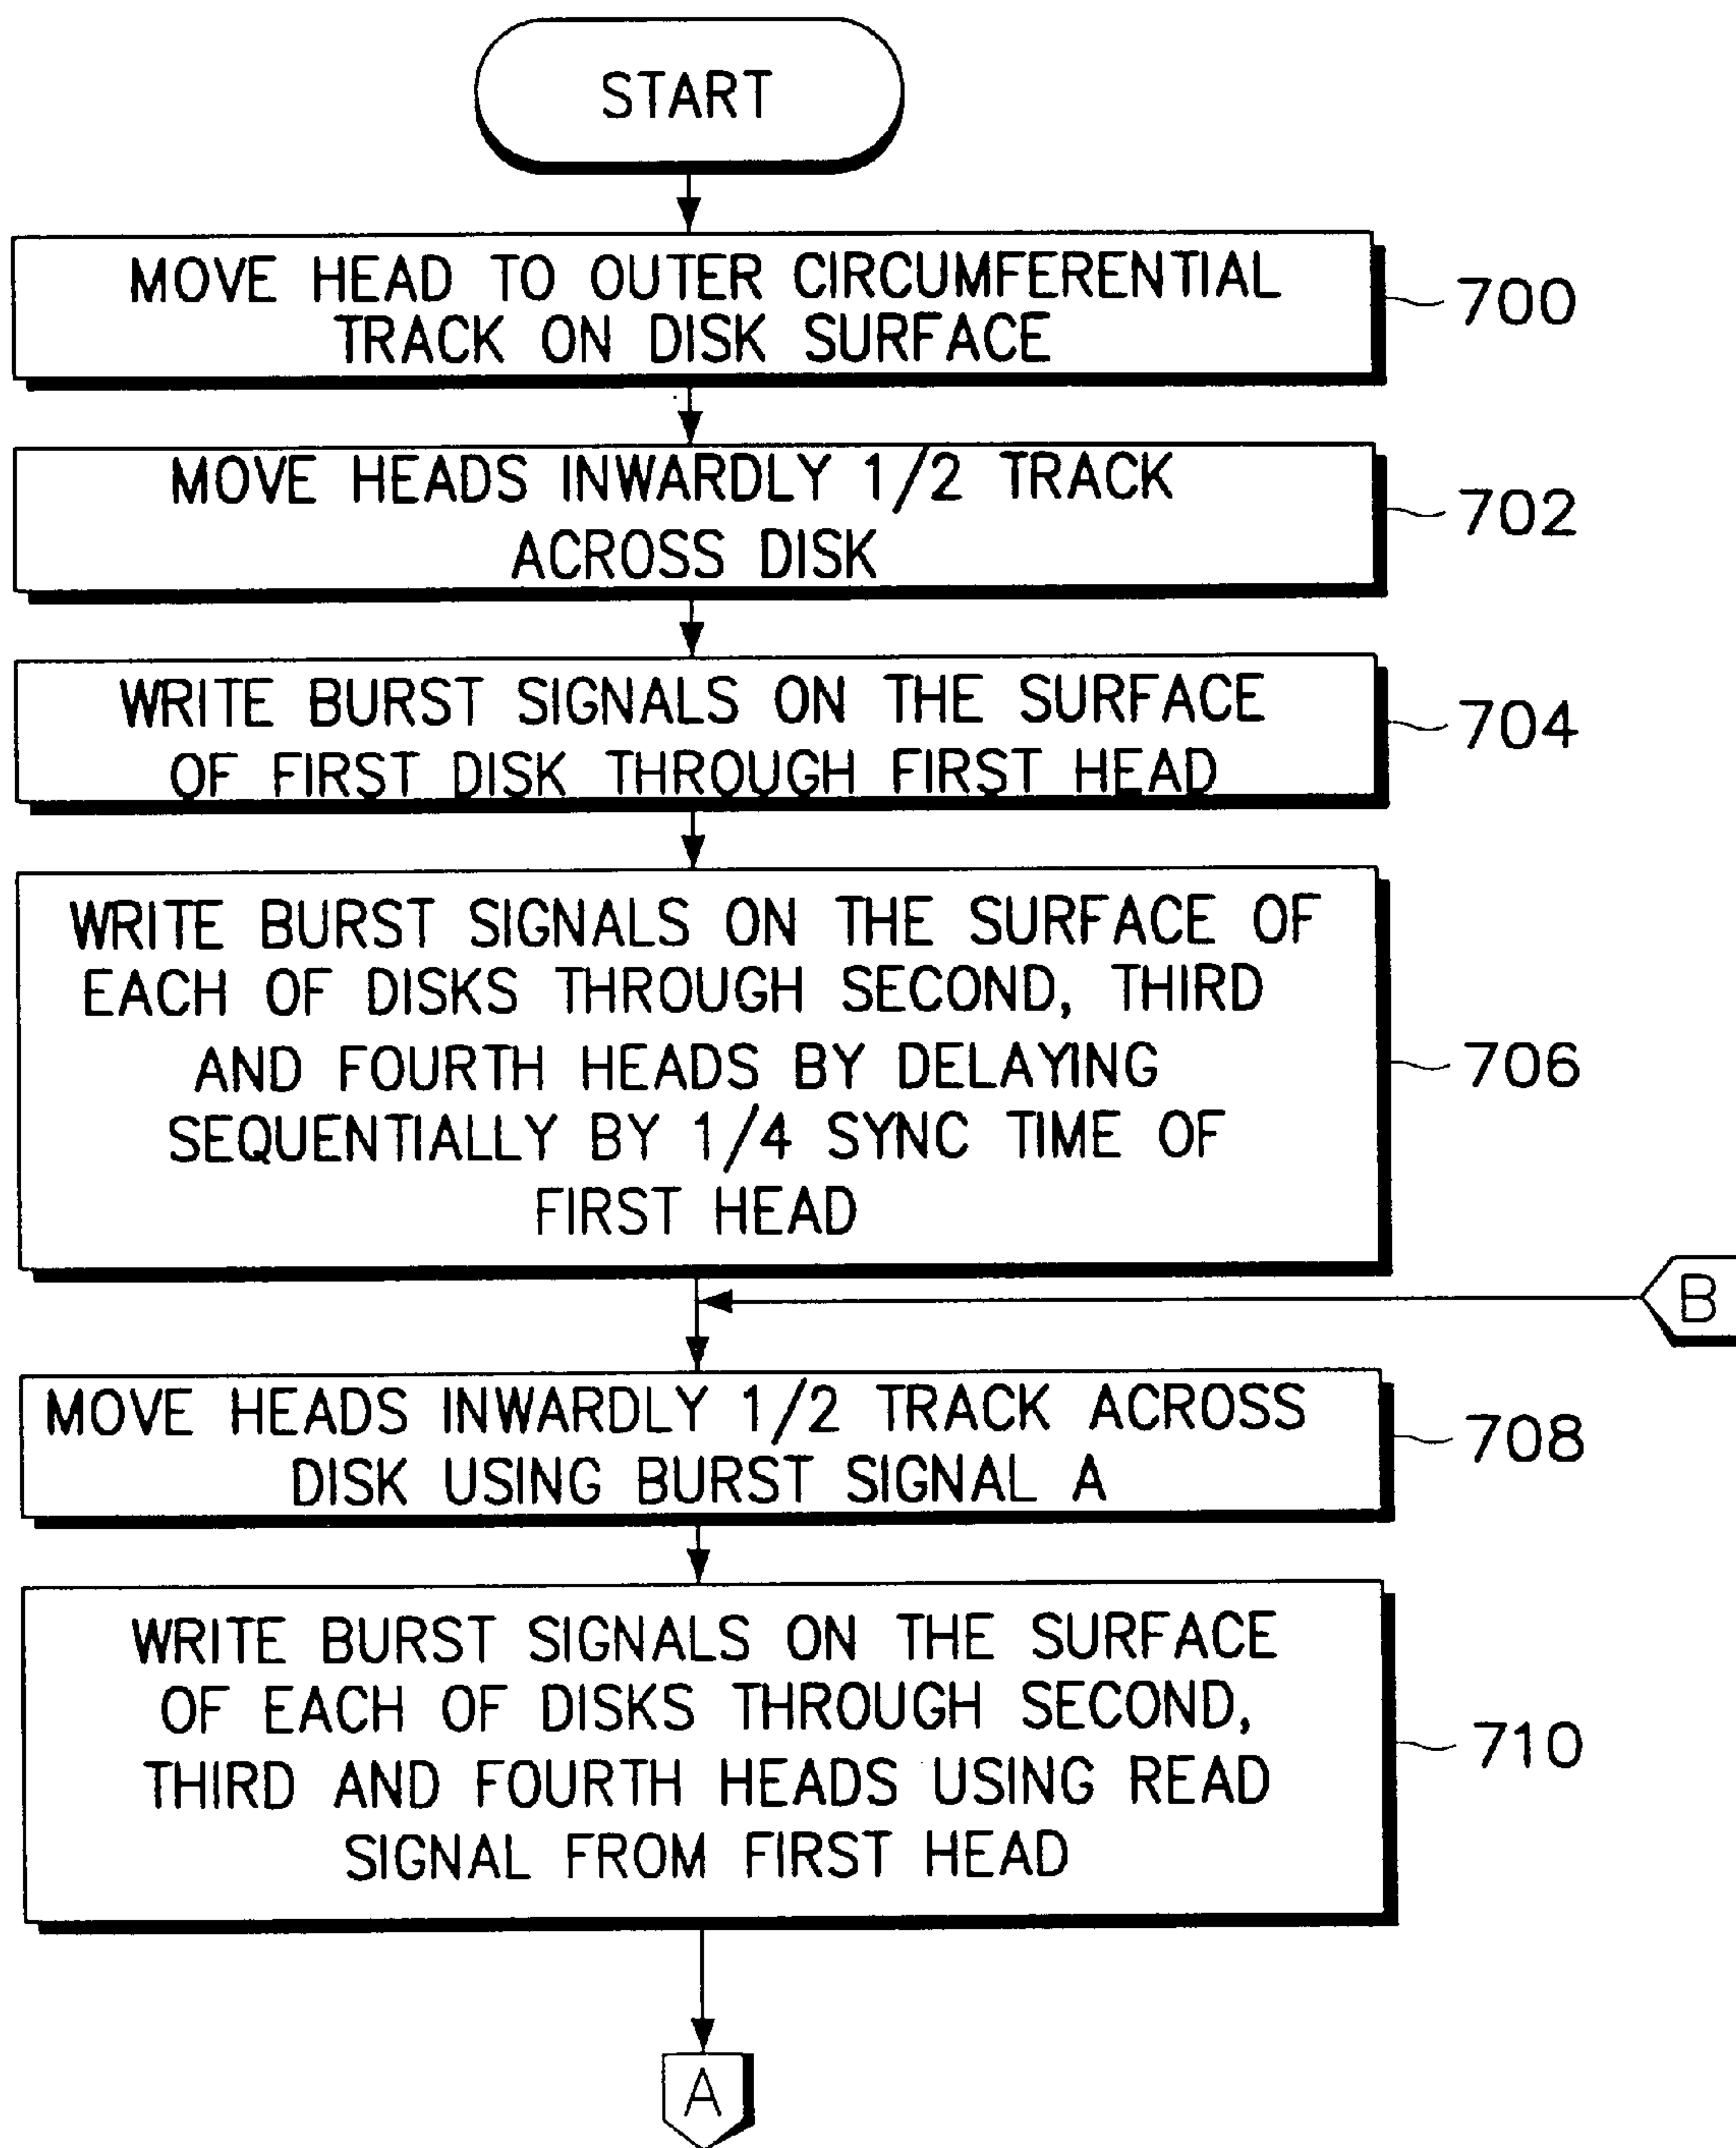 START
MOVE HEAD TO OUTER CIRCUMFERENTIAL
TRACK ON DISK SURFACE
700
MOVE HEADS INWARDLY 1/2 TRACK
ACROSS DISK
702
WRITE BURST SIGNALS ON THE SURFACE
OF FIRST DISK THROUGH FIRST HEAD
704
WRITE BURST SIGNALS ON THE SURFACE OF
EACH OF DISKS THROUGH SECOND, THIRD
AND FOURTH HEADS BY DELAYING
SEQUENTIALLY BY 1/4 SYNC TIME OF
FIRST HEAD
706
B
MOVE HEADS INWARDLY 1/2 TRACK ACROSS
DISK USING BURST SIGNAL A
708
WRITE BURST SIGNALS ON THE SURFACE
OF EACH OF DISKS THROUGH SECOND,
THIRD AND FOURTH HEADS USING READ
SIGNAL FROM FIRST HEAD
710
A